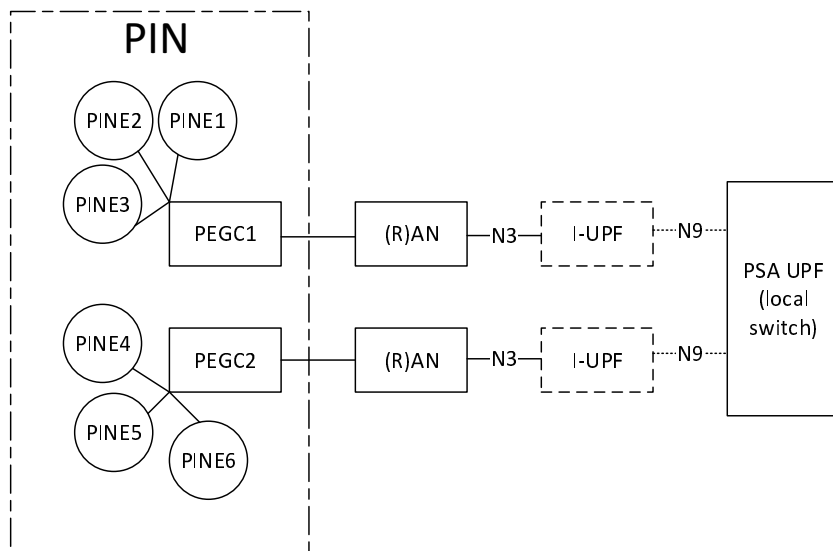 PIN
PINE2
PINE1
PINE3
PEGC1
(R)AN
N3
I-UPF
N9
PSA UPF
(local
switch)
PINE4
PEGC2
(R)AN
N3
I-UPF
N9
PINE5
PINE6